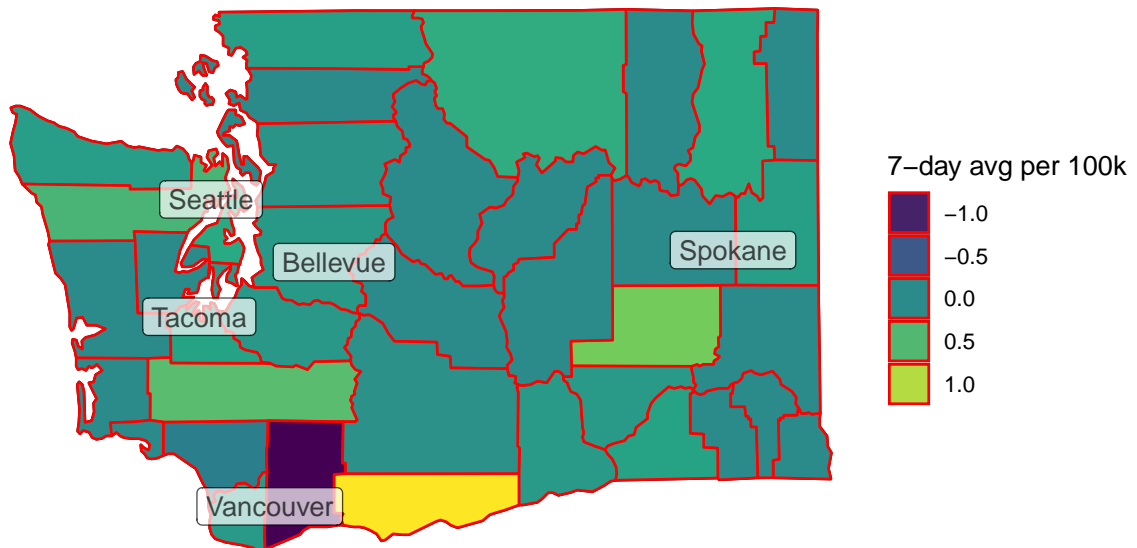 Seattle
Bellevue
Spokane
Tacoma
Vancouver
7−day avg per 100k
−1.0
−0.5
0.0
0.5
1.0